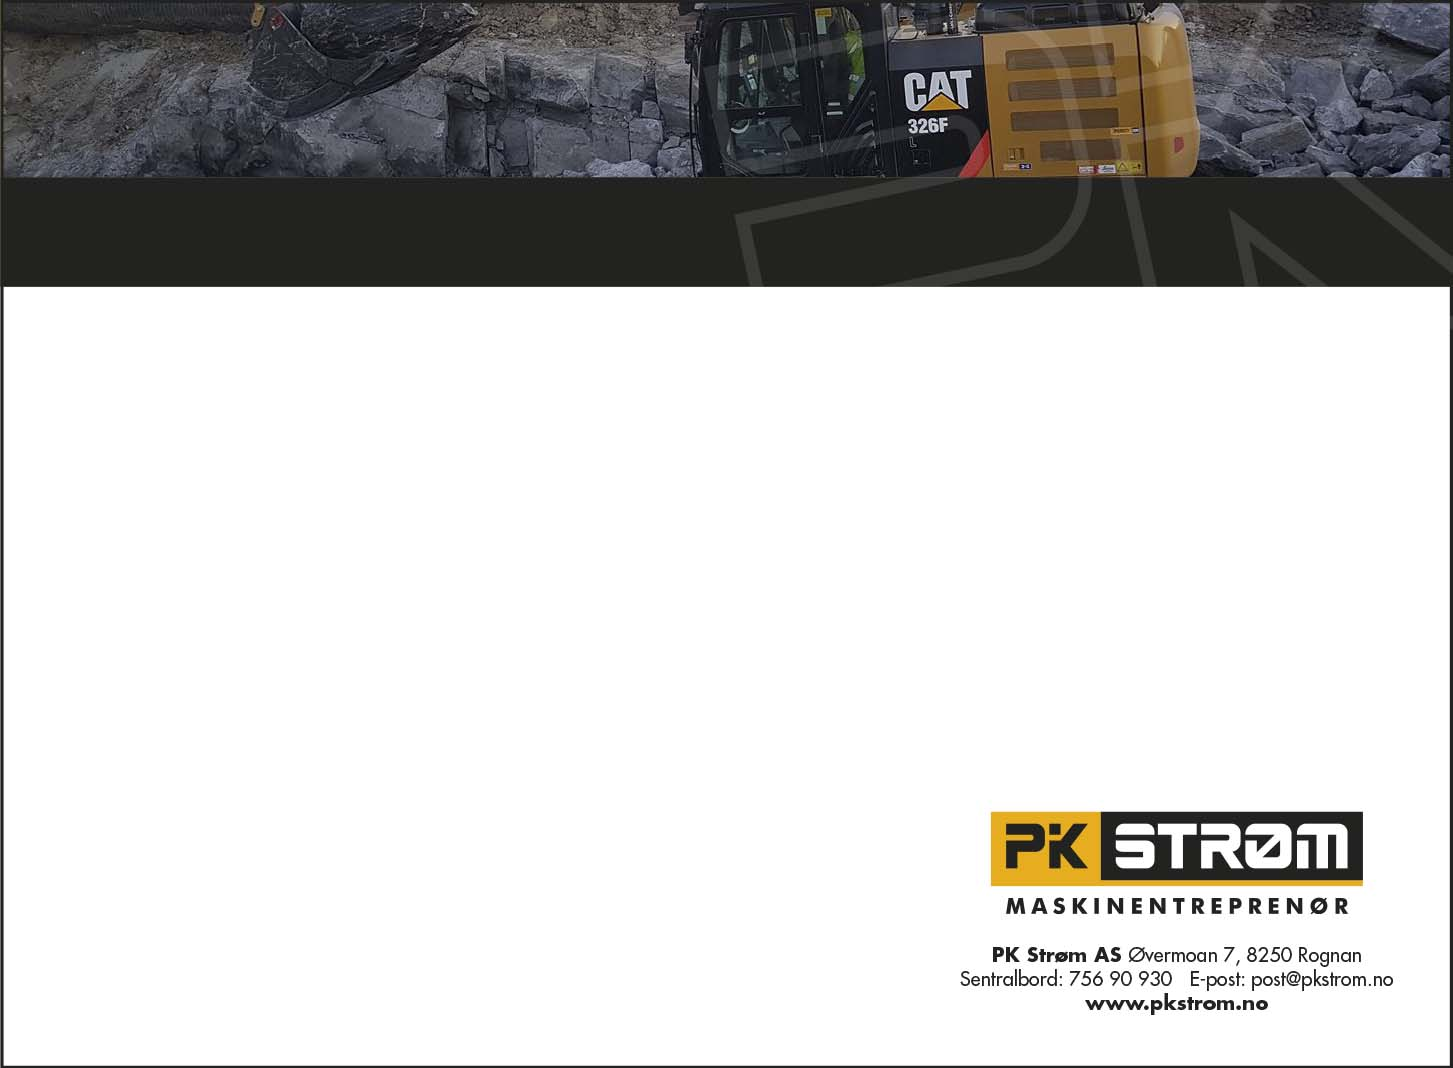 CAT
326F
L
PK STRØM
MASKINENTREPRENØR
PK Strøm AS Øvermoan 7, 8250 Rognan
Sentralbord: 756 90 930 E-post: post@pkstrom.no
www.pkstrom.no